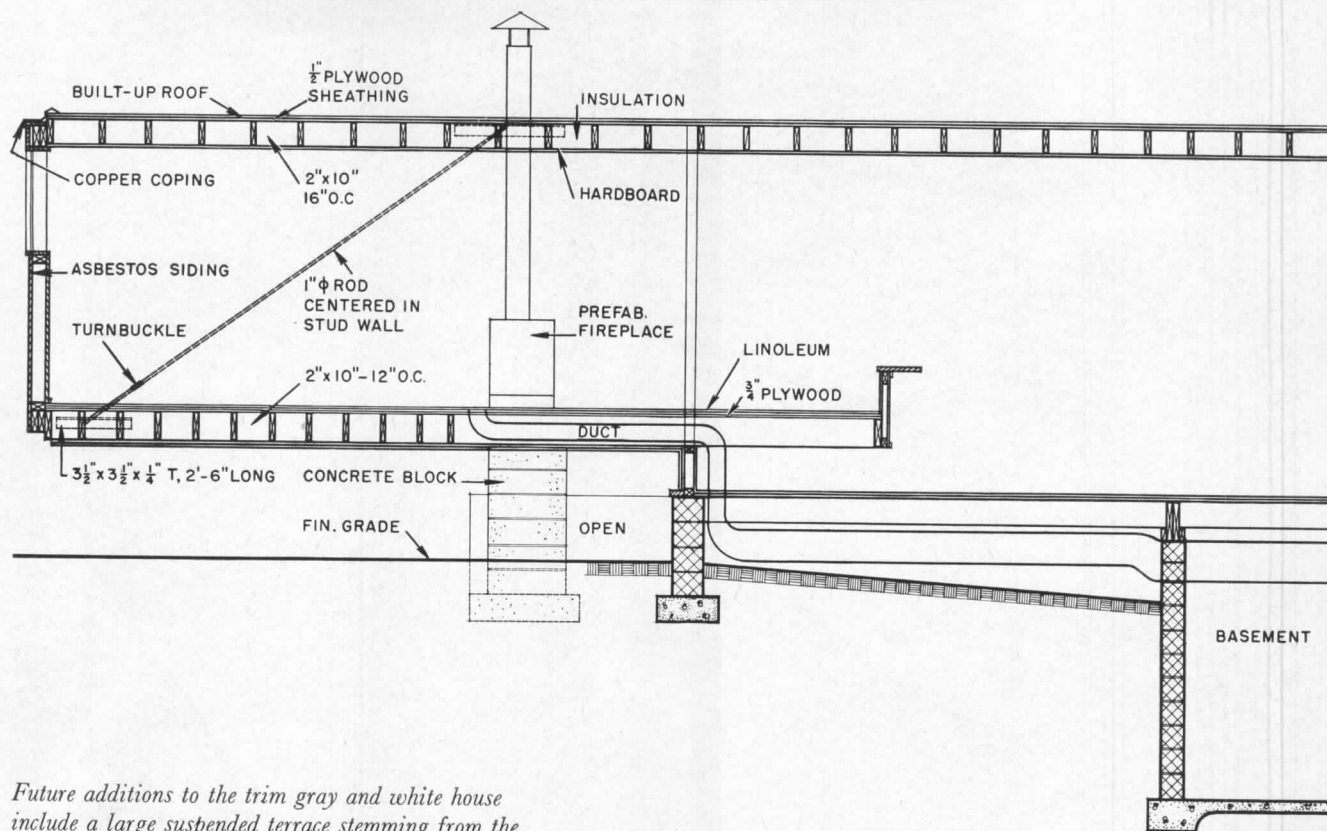 BUILT-UP ROOF
1/2" PLYWOOD
SHEATHING
INSULATION
COPPER COPING
2"x10"
16"O.C
HARDBOARD
ASBESTOS SIDING
1"ϕ ROD
CENTERED IN
STUD WALL
PREFAB.
FIREPLACE
TURNBUCKLE
LINOLEUM
2"x10"-12"O.C.
3/4" PLYWOOD
DUCT
3 1/2"x3 1/2"x 1/4" T, 2'-6"LONG
CONCRETE BLOCK
FIN. GRADE
OPEN
BASEMENT
Future additions to the trim gray and white house
include a large suspended terrace stemming from the